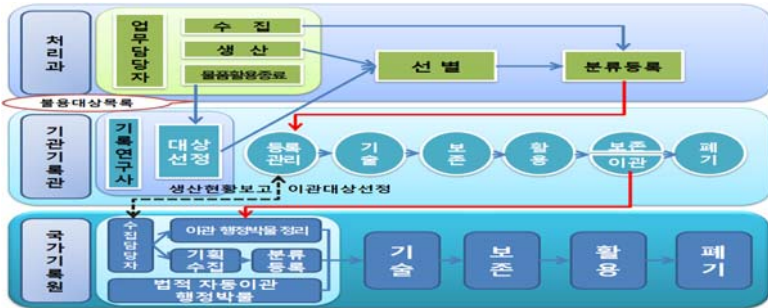 처리과
업무담당자
수 집
생 산
물품활용종료
선 별
분류등록
불용대상목록
기관기록관
기록연구사
대상
선정
등록
관리
기
술
보
존
활
용
보존
이관
폐
기
생산현황보고
이관대상선정
국가기록원
수집담당자
이관 행정박물 정리
기획
수집
분류
등록
법적 자동이관
행정박물
기
술
보
존
활
용
폐
기